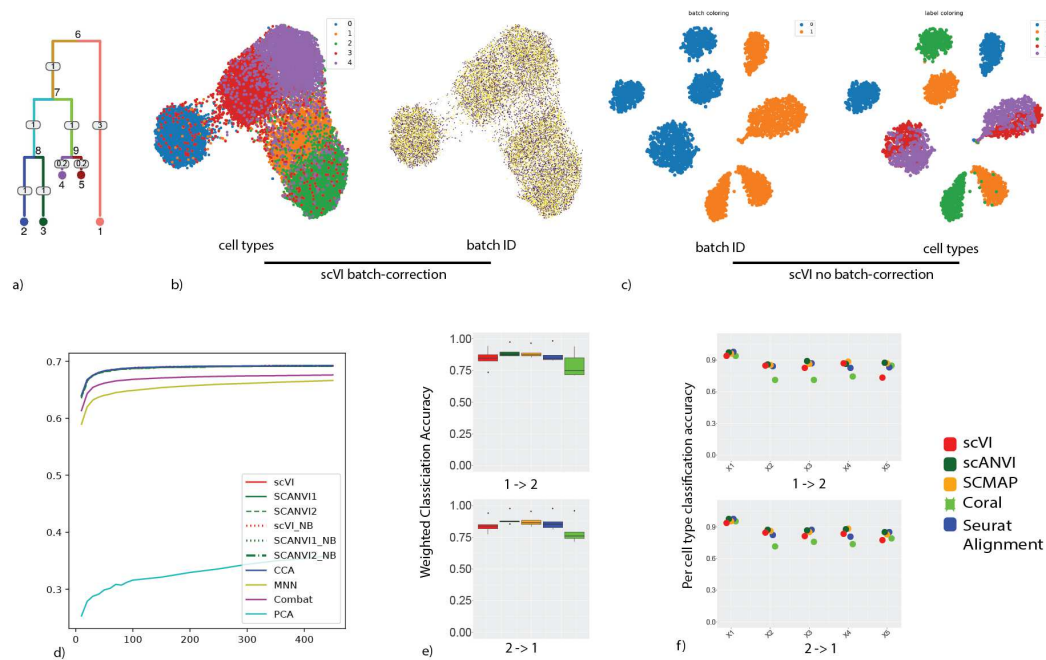 6
1
7
1
1
3
8
9
0.2
0.2
4
5
1
1
2
3
1
a)
0
1
2
3
4
cell types
batch ID
scVI batch-correction
b)
batch coloring
0
1
label coloring
batch ID
cell types
scVI no batch-correction
c)
0.7
0.6
0.5
0.4
0.3
0
100
200
300
400
scVI
SCANVI1
SCANVI2
scVI_NB
SCANVI1_NB
SCANVI2_NB
CCA
MNN
Combat
PCA
d)
Weighted Classiciation Accuracy
1.00
0.75
0.50
0.25
0.00
1 -> 2
1.00
0.75
0.50
0.25
0.00
2 -> 1
e)
Per cell type classification accuracy
0.9
0.6
0.3
0.0
X1
X2
X3
X4
X5
1 -> 2
0.9
0.6
0.3
0.0
X1
X2
X3
X4
X5
2 -> 1
f)
scVI
scANVI
SCMAP
Coral
Seurat
Alignment